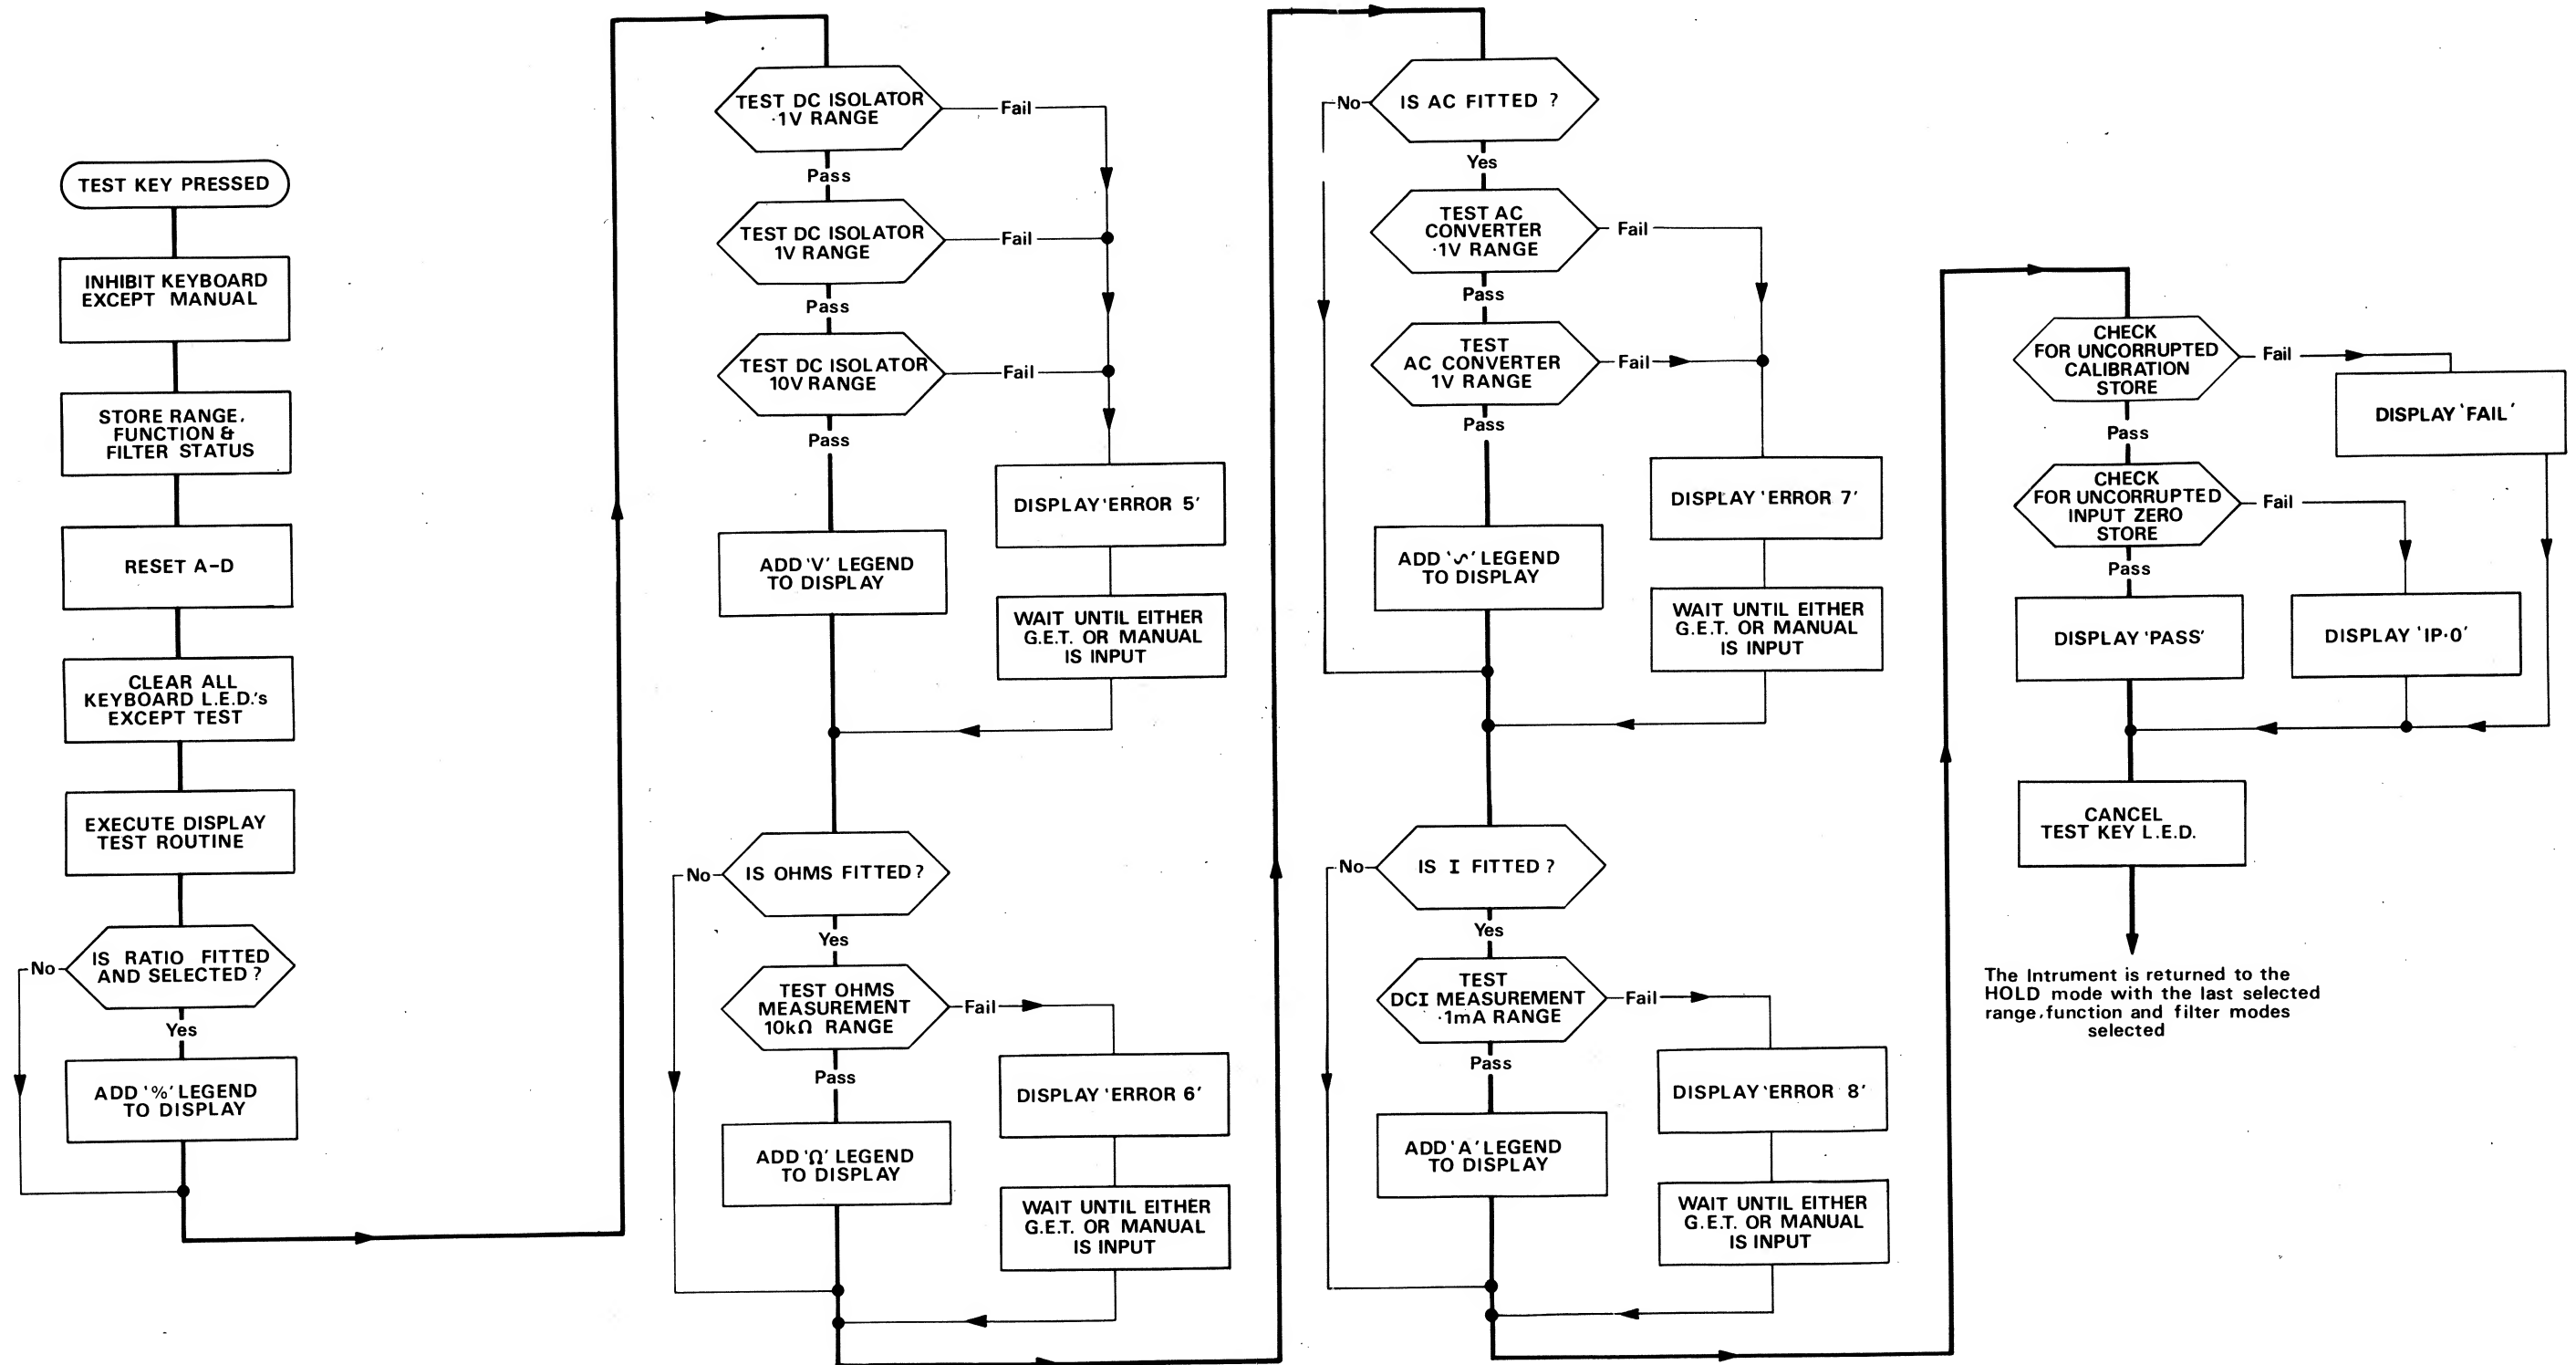 TEST KEY PRESSED
INHIBIT KEYBOARD
EXCEPT MANUAL
STORE RANGE,
FUNCTION &
FILTER STATUS
RESET A-D
CLEAR ALL
KEYBOARD L.E.D.'s
EXCEPT TEST
EXECUTE DISPLAY
TEST ROUTINE
IS RATIO FITTED
AND SELECTED ?
No
Yes
ADD '%' LEGEND
TO DISPLAY
TEST DC ISOLATOR
·1V RANGE
Fail
Pass
TEST DC ISOLATOR
1V RANGE
Fail
Pass
TEST DC ISOLATOR
10V RANGE
Fail
Pass
DISPLAY 'ERROR 5'
ADD 'V' LEGEND
TO DISPLAY
WAIT UNTIL EITHER
G.E.T. OR MANUAL
IS INPUT
IS OHMS FITTED ?
No
Yes
TEST OHMS
MEASUREMENT
10kΩ RANGE
Fail
Pass
DISPLAY 'ERROR 6'
ADD 'Ω' LEGEND
TO DISPLAY
WAIT UNTIL EITHER
G.E.T. OR MANUAL
IS INPUT
IS AC FITTED ?
No
Yes
TEST AC
CONVERTER
·1V RANGE
Fail
Pass
TEST
AC CONVERTER
1V RANGE
Fail
Pass
DISPLAY 'ERROR 7'
ADD '∿' LEGEND
TO DISPLAY
WAIT UNTIL EITHER
G.E.T. OR MANUAL
IS INPUT
IS I FITTED ?
No
Yes
TEST
DCI MEASUREMENT
·1mA RANGE
Fail
Pass
DISPLAY 'ERROR 8'
ADD 'A' LEGEND
TO DISPLAY
WAIT UNTIL EITHER
G.E.T. OR MANUAL
IS INPUT
CHECK
FOR UNCORRUPTED
CALIBRATION
STORE
Fail
DISPLAY 'FAIL'
Pass
CHECK
FOR UNCORRUPTED
INPUT ZERO
STORE
Fail
Pass
DISPLAY 'PASS'
DISPLAY 'IP·0'
CANCEL
TEST KEY L.E.D.
The Intrument is returned to the
HOLD mode with the last selected
range, function and filter modes
selected